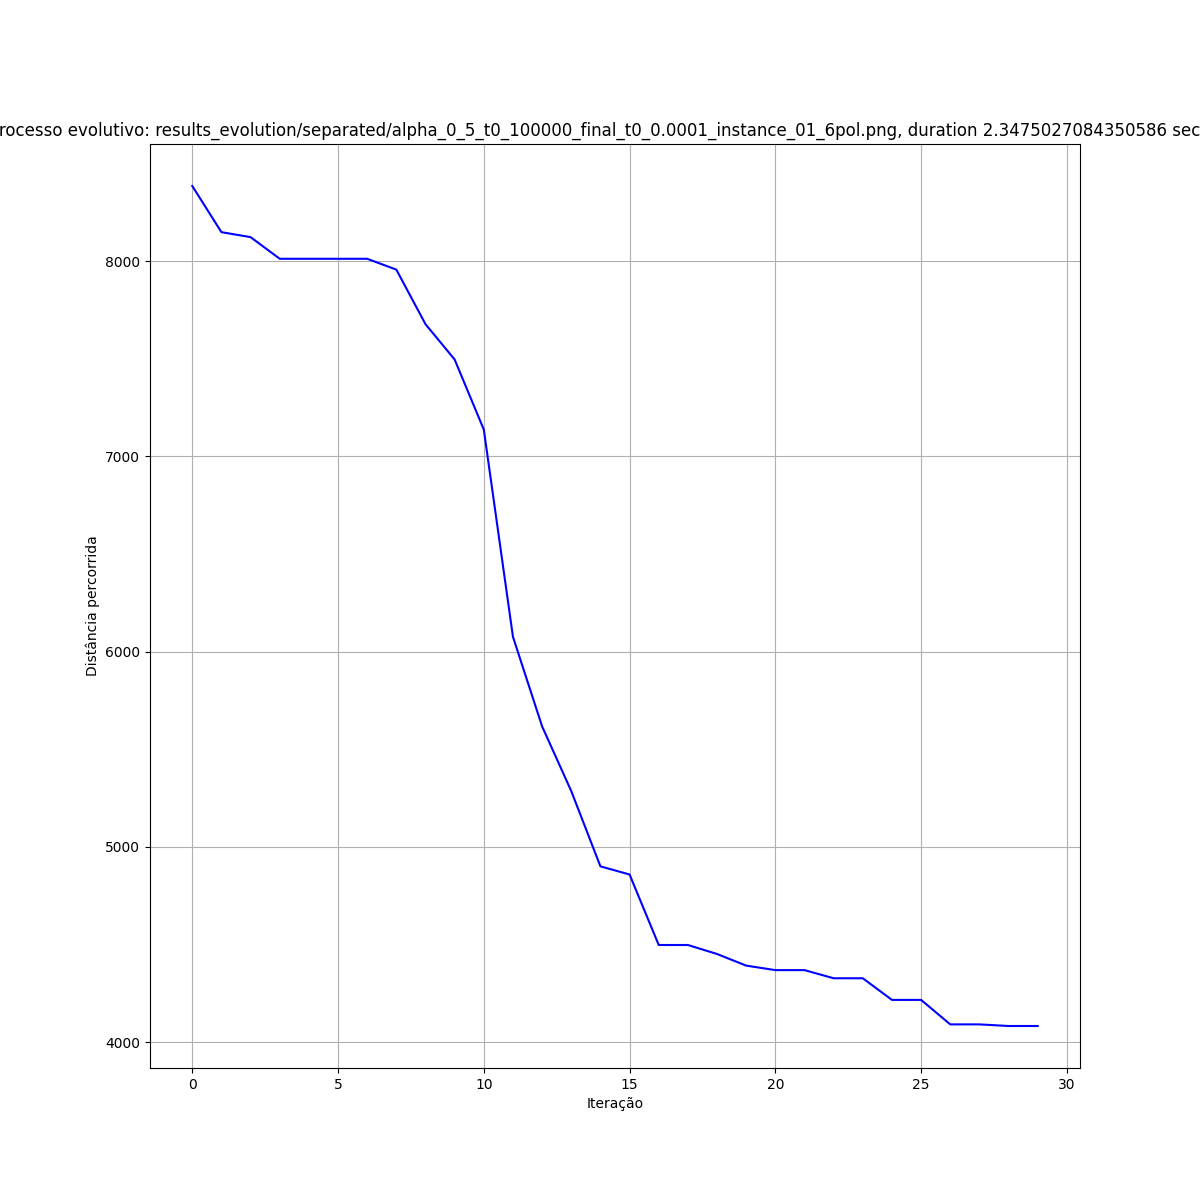 rocesso evolutivo: results_evolution/separated/alpha_0_5_t0_100000_final_t0_0.0001_instance_01_6pol.png, duration 2.3475027084350586 sec
8000
7000
6000
5000
4000
Distância percorrida
0 5 10 15 20 25 30
Iteração